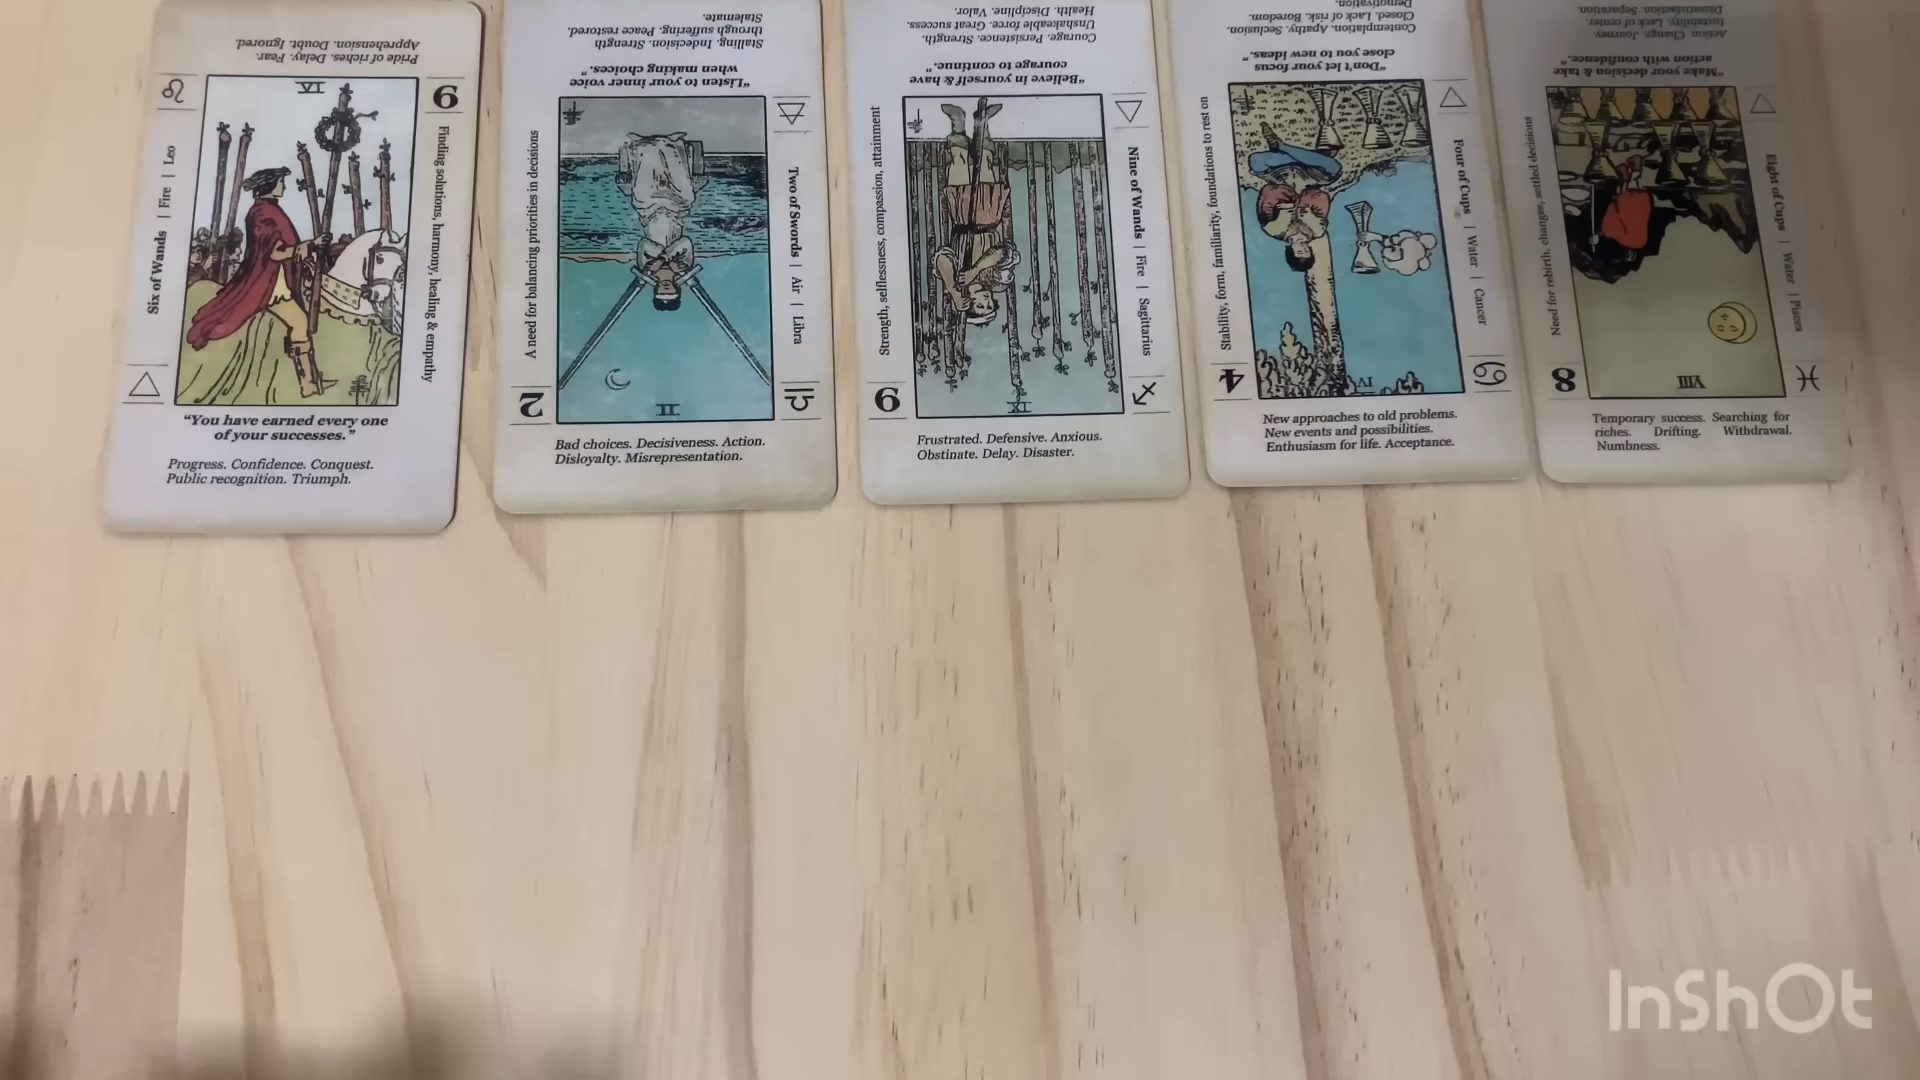 Pride of riches. Delay. Fear.
Apprehension. Doubt. Ignored.
VI
6
Six of Wands | Fire | Leo
Finding solutions, harmony, healing & empathy
"You have earned every one
of your successes."
Progress. Confidence. Conquest.
Public recognition. Triumph.
Stalling. Indecision. Strength
through suffering. Peace restored.
Stalemate.
"Listen to your inner voice
when making choices."
A need for balancing priorities in decisions
Two of Swords | Air | Libra
II
2
Bad choices. Decisiveness. Action.
Disloyalty. Misrepresentation.
Courage. Persistence. Strength.
Unshakeable force. Great success.
Health. Discipline. Valor.
"Believe in yourself & have
courage to continue."
Strength, selflessness, compassion, attainment
Nine of Wands | Fire | Sagittarius
IX
9
Frustrated. Defensive. Anxious.
Obstinate. Delay. Disaster.
Contemplation. Apathy. Seclusion.
Closed. Lack of risk. Boredom.
Demotivation.
"Don't let your focus
close you to new ideas."
Stability, form, familiarity, foundations to rest on
Four of Cups | Water | Cancer
IV
4
New approaches to old problems.
New events and possibilities.
Enthusiasm for life. Acceptance.
Action. Change. Journey.
Instability. Lack of center.
Dissatisfaction. Separation.
"Make your decision & take
action with confidence."
Need for rebirth, changes, settled decisions
Eight of Cups | Water | Pisces
VIII
8
Temporary success. Searching for
riches. Drifting. Withdrawal.
Numbness.
InShOt